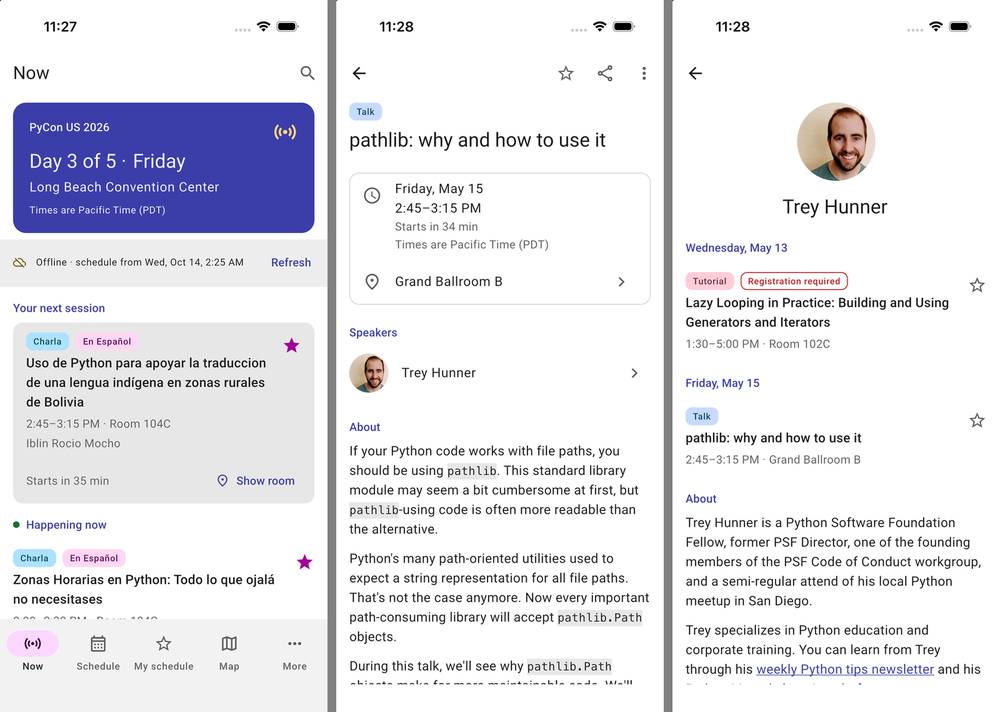 11:27
Now
PyCon US 2026
Day 3 of 5 · Friday
Long Beach Convention Center
Times are Pacific Time (PDT)
Offline · schedule from Wed, Oct 14, 2:25 AM Refresh
Your next session
Charla En Español
Uso de Python para apoyar la traduccion
de una lengua indígena en zonas rurales
de Bolivia
2:45–3:15 PM · Room 104C
Iblin Rocio Mocho
Starts in 35 min Show room
Happening now
Charla En Español
Zonas Horarias en Python: Todo lo que ojalá
no necesitases
Now Schedule My schedule Map More
11:28
Talk
pathlib: why and how to use it
Friday, May 15
2:45–3:15 PM
Starts in 34 min
Times are Pacific Time (PDT)
Grand Ballroom B
Speakers
Trey Hunner
About
If your Python code works with file paths, you
should be using pathlib. This standard library
module may seem a bit cumbersome at first, but
pathlib-using code is often more readable than
the alternative.
Python's many path-oriented utilities used to
expect a string representation for all file paths.
That's not the case anymore. Now every important
path-consuming library will accept pathlib.Path
objects.
During this talk, we'll see why pathlib.Path
11:28
Trey Hunner
Wednesday, May 13
Tutorial Registration required
Lazy Looping in Practice: Building and Using
Generators and Iterators
1:30–5:00 PM · Room 102C
Friday, May 15
Talk
pathlib: why and how to use it
2:45–3:15 PM · Grand Ballroom B
About
Trey Hunner is a Python Software Foundation
Fellow, former PSF Director, one of the founding
members of the PSF Code of Conduct workgroup,
and a semi-regular attend of his local Python
meetup in San Diego.
Trey specializes in Python education and
corporate training. You can learn from Trey
through his weekly Python tips newsletter and his